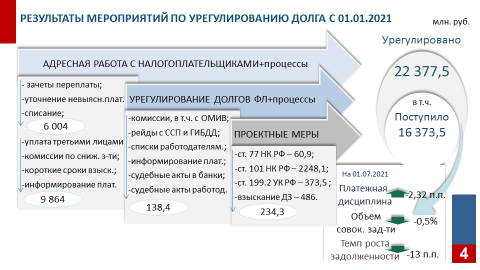 РЕЗУЛЬТАТЫ МЕРОПРИЯТИЙ ПО УРЕГУЛИРОВАНИЮ ДОЛГА С 01.01.2021
млн. руб.
АДРЕСНАЯ РАБОТА С НАЛОГОПЛАТЕЛЬЩИКАМИ+процессы
- зачеты переплаты;
-уточнение невыясн.плат.
-списание;
6 004
-уплата третьими лицами
-комиссии по сниж. з-ти;
-короткие сроки взыск.;
-информирование плат.
9 864
УРЕГУЛИРОВАНИЕ ДОЛГОВ ФЛ+процессы
-комиссии, в т.ч. с ОМИВ;
-рейды с ССП и ГИБДД;
-списки работодателям.;
-информирование плат.;
-судебные акты в банки;
-судебные акты работод.
138,4
ПРОЕКТНЫЕ МЕРЫ
-ст. 77 НК РФ – 60,9;
-ст. 101 НК РФ – 2248,1;
-ст. 199.2 УК РФ – 373,5 ;
-взыскание ДЗ – 486.
234,3
Урегулировано
22 377,5
в т.ч.
Поступило
16 373,5
На 01.07.2021
Платежная
дисциплина
-2,32 п.п.
Объем
совок. зад-ти
-0,5%
Темп роста
задолженности
-13 п.п.
4